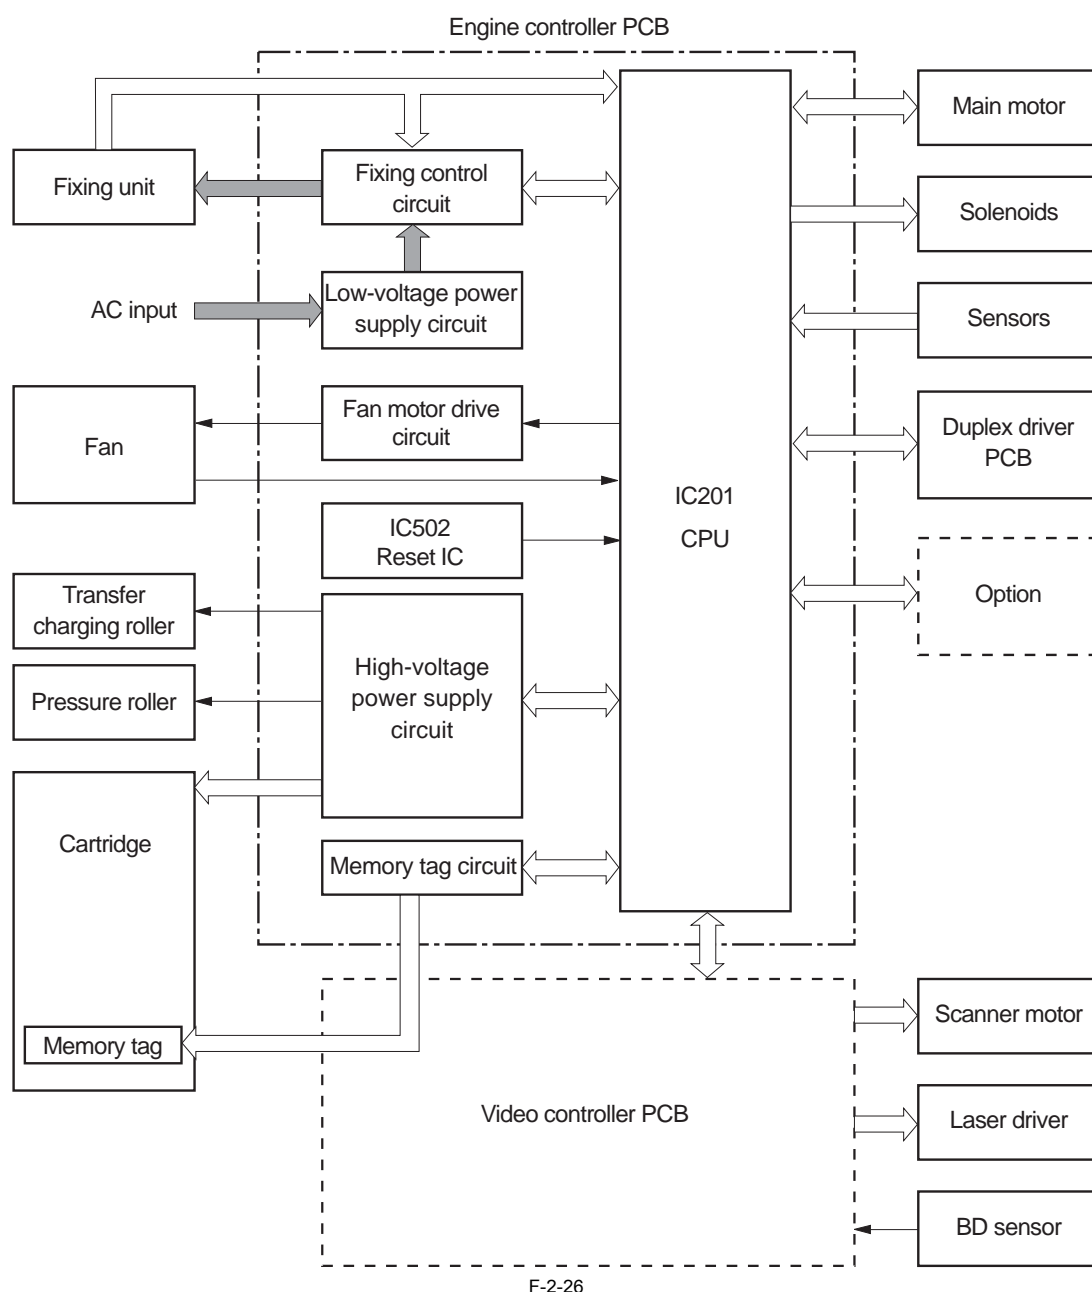 Engine controller PCB
Main motor
Fixing unit
Fixing control
circuit
Solenoids
AC input
Low-voltage power
supply circuit
Sensors
Fan
Fan motor drive
circuit
Duplex driver
PCB
IC201
CPU
IC502
Reset IC
Option
Transfer
charging roller
High-voltage
power supply
circuit
Pressure roller
Cartridge
Memory tag circuit
Memory tag
Scanner motor
Video controller PCB
Laser driver
BD sensor
F-2-26